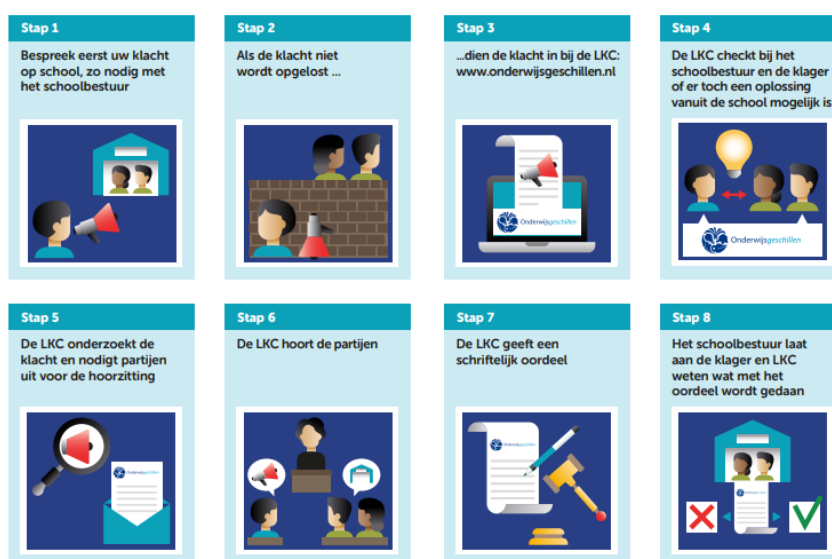 Stap 1
Bespreek eerst uw klacht
op school, zo nodig met
het schoolbestuur
Stap 2
Als de klacht niet
wordt opgelost ...
Stap 3
...dien de klacht in bij de LKC:
www.onderwijsgeschillen.nl
Onderwijsgeschillen
Stap 4
De LKC checkt bij het
schoolbestuur en de klager
of er toch een oplossing
vanuit de school mogelijk is
Onderwijsgeschillen
Stap 5
De LKC onderzoekt de
klacht en nodigt partijen
uit voor de hoorzitting
Onderwijsgeschillen
Stap 6
De LKC hoort de partijen
Stap 7
De LKC geeft een
schriftelijk oordeel
Onderwijsgeschillen
Stap 8
Het schoolbestuur laat
aan de klager en LKC
weten wat met het
oordeel wordt gedaan